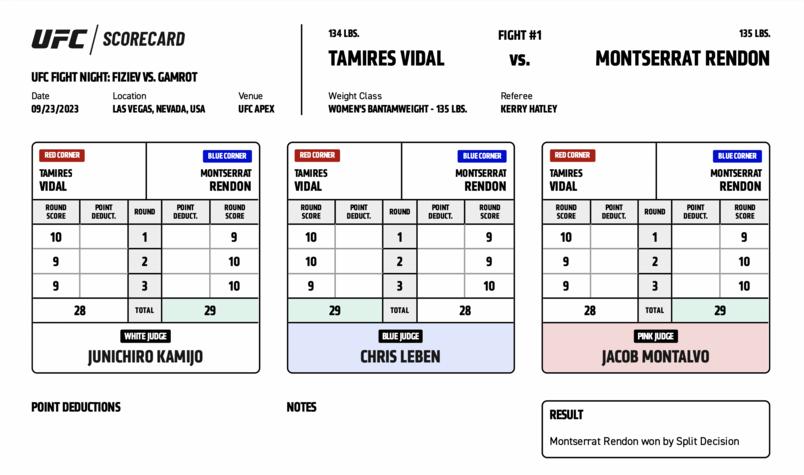 UFC / SCORECARD
UFC FIGHT NIGHT: FIZIEV VS. GAMROT
Date Location Venue
09/23/2023 LAS VEGAS, NEVADA, USA UFC APEX
134 LBS. FIGHT #1 135 LBS.
TAMIRES VIDAL VS. MONTSERRAT RENDON
Weight Class Referee
WOMEN'S BANTAMWEIGHT - 135 LBS. KERRY HATLEY
RED CORNER BLUE CORNER
TAMIRES MONTSERRAT
VIDAL RENDON
ROUND SCORE POINT DEDUCT. ROUND POINT DEDUCT. ROUND SCORE
10 1 9
9 2 10
9 3 10
28 TOTAL 29
WHITE JUDGE
JUNICHIRO KAMIJO
RED CORNER BLUE CORNER
TAMIRES MONTSERRAT
VIDAL RENDON
ROUND SCORE POINT DEDUCT. ROUND POINT DEDUCT. ROUND SCORE
10 1 9
10 2 9
9 3 10
29 TOTAL 28
BLUE JUDGE
CHRIS LEBEN
RED CORNER BLUE CORNER
TAMIRES MONTSERRAT
VIDAL RENDON
ROUND SCORE POINT DEDUCT. ROUND POINT DEDUCT. ROUND SCORE
10 1 9
9 2 10
9 3 10
28 TOTAL 29
PINK JUDGE
JACOB MONTALVO
POINT DEDUCTIONS
NOTES
RESULT
Montserrat Rendon won by Split Decision